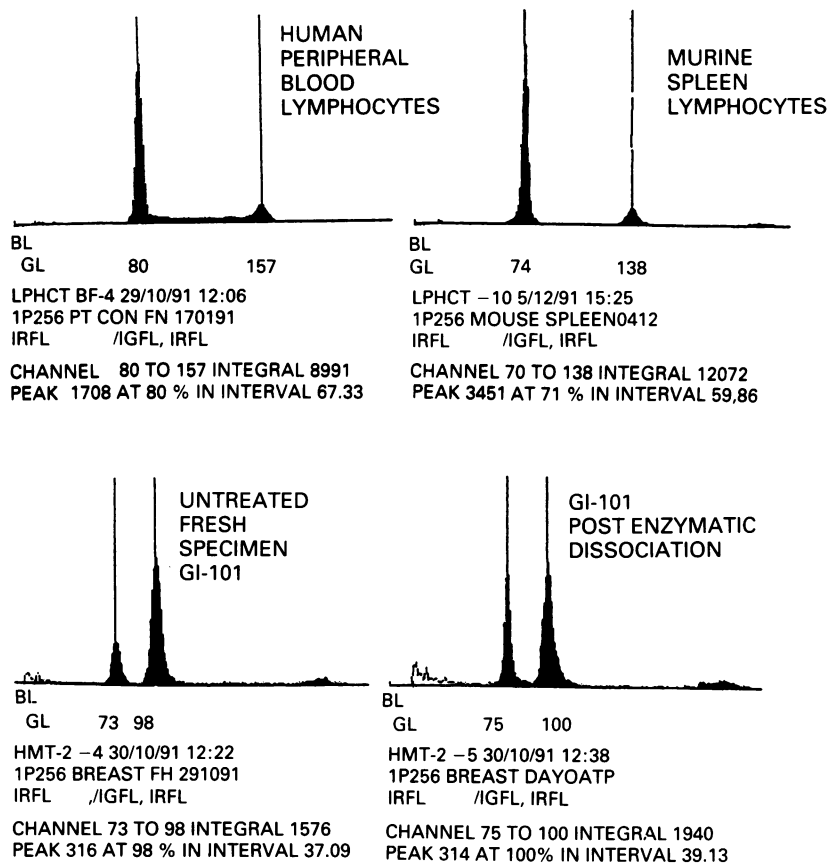 HUMAN
PERIPHERAL
BLOOD
LYMPHOCYTES
BL
GL 80 157
LPHCT BF-4 29/10/91 12:06
1P256 PT CON FN 170191
IRFL /IGFL, IRFL
CHANNEL 80 TO 157 INTEGRAL 8991
PEAK 1708 AT 80 % IN INTERVAL 67.33
MURINE
SPLEEN
LYMPHOCYTES
BL
GL 74 138
LPHCT −10 5/12/91 15:25
1P256 MOUSE SPLEEN0412
IRFL /IGFL, IRFL
CHANNEL 70 TO 138 INTEGRAL 12072
PEAK 3451 AT 71 % IN INTERVAL 59,86
UNTREATED
FRESH
SPECIMEN
GI-101
BL
GL 73 98
HMT-2 −4 30/10/91 12:22
1P256 BREAST FH 291091
IRFL ,/IGFL, IRFL
CHANNEL 73 TO 98 INTEGRAL 1576
PEAK 316 AT 98 % IN INTERVAL 37.09
GI-101
POST ENZYMATIC
DISSOCIATION
BL
GL 75 100
HMT-2 −5 30/10/91 12:38
1P256 BREAST DAYOATP
IRFL /IGFL, IRFL
CHANNEL 75 TO 100 INTEGRAL 1940
PEAK 314 AT 100% IN INTERVAL 39.13